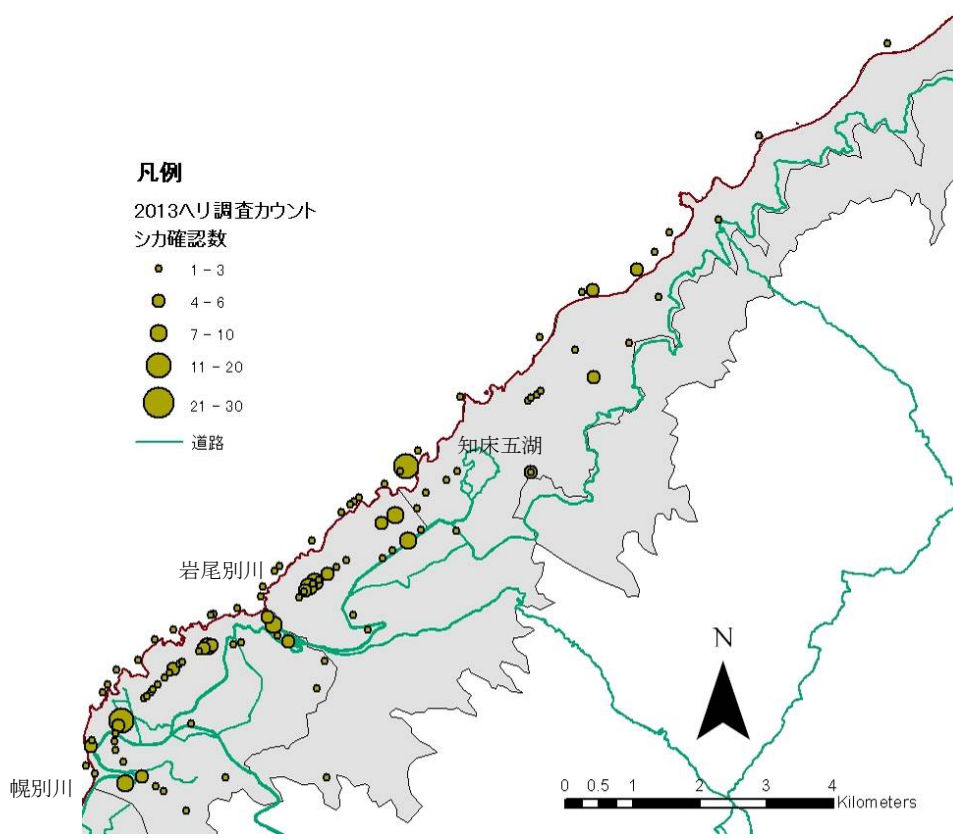 凡例
2013ヘリ調査カウント
シカ確認数
1 - 3
4 - 6
7 - 10
11 - 20
21 - 30
道路
知床五湖
岩尾別川
幌別川
N
0 0.5 1 2 3 4
Kilometers